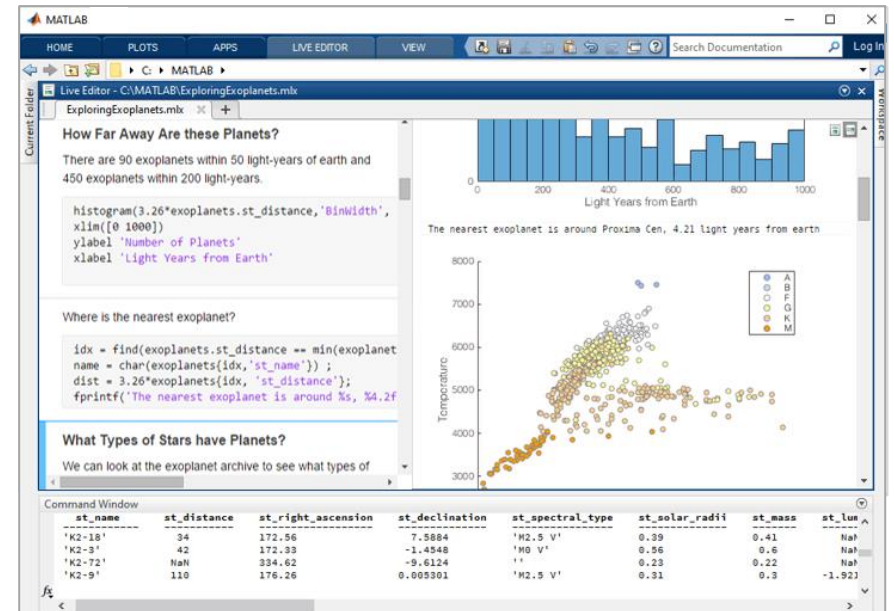 MATLAB
HOME PLOTS APPS LIVE EDITOR VIEW Search Documentation Log In
C: MATLAB
Current Folder
Workspace
Live Editor - C:\MATLAB\ExploringExoplanets.mlx
ExploringExoplanets.mlx
How Far Away Are these Planets?
There are 90 exoplanets within 50 light-years of earth and
450 exoplanets within 200 light-years.
histogram(3.26*exoplanets.st_distance,'BinWidth',
xlim([0 1000])
ylabel 'Number of Planets'
xlabel 'Light Years from Earth'
Where is the nearest exoplanet?
idx = find(exoplanets.st_distance == min(exoplanet
name = char(exoplanets{idx,'st_name'}) ;
dist = 3.26*exoplanets{idx, 'st_distance'};
fprintf('The nearest exoplanet is around %s, %4.2f
What Types of Stars have Planets?
We can look at the exoplanet archive to see what types of
0
0 200 400 600 800 1000
Light Years from Earth
The nearest exoplanet is around Proxima Cen, 4.21 light years from earth
8000
7000
6000
5000
4000
3000
Temperature
A
B
F
G
K
M
Command Window
st_name st_distance st_right_ascension st_declination st_spectral_type st_solar_radii st_mass st_lum
'K2-18' 34 172.56 7.5884 'M2.5 V' 0.39 0.41 NaN
'K2-3' 42 172.33 -1.4548 'M0 V' 0.56 0.6 NaN
'K2-72' NaN 334.62 -9.6124 '' 0.23 0.22 NaN
'K2-9' 110 176.26 0.005301 'M2.5 V' 0.31 0.3 -1.921
fx